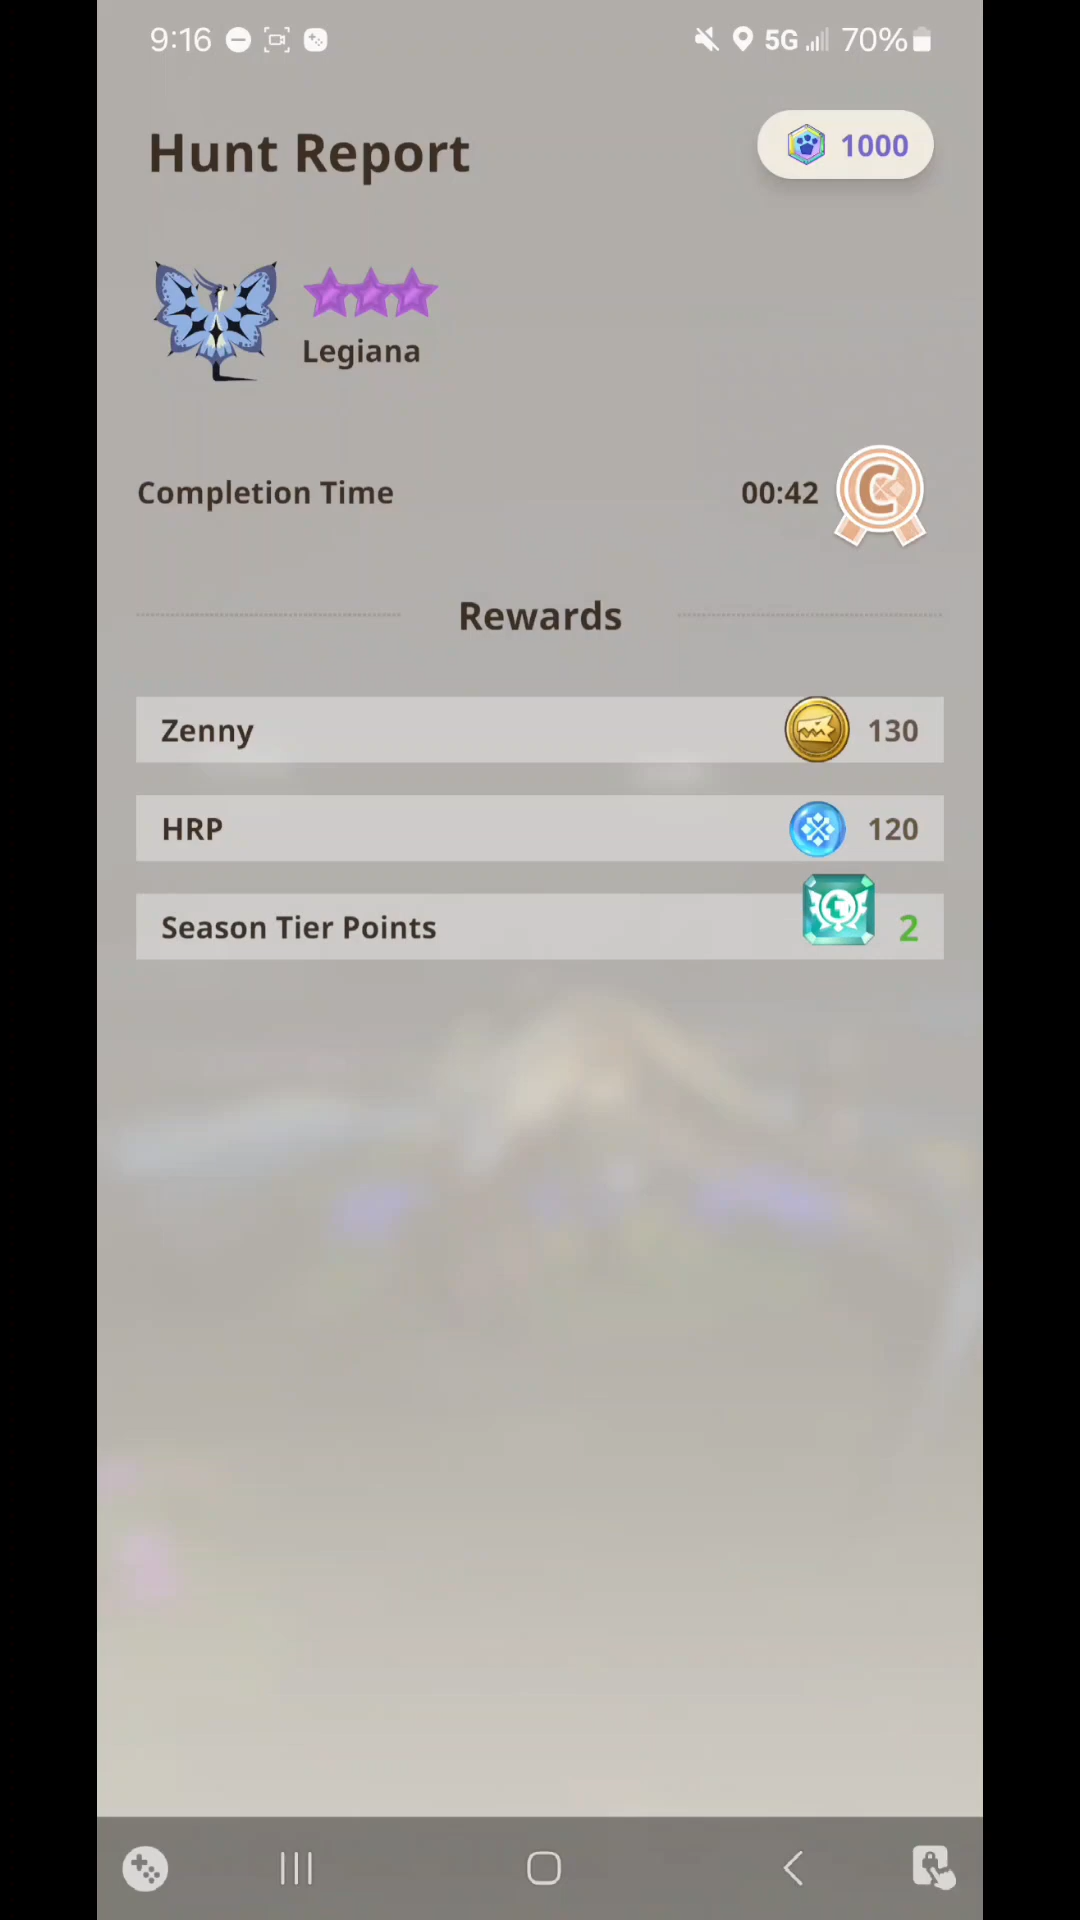 9:16 5G 70%
Hunt Report 1000
Legiana
Completion Time 00:42 C
Rewards
Zenny 130
HRP 120
Season Tier Points 2